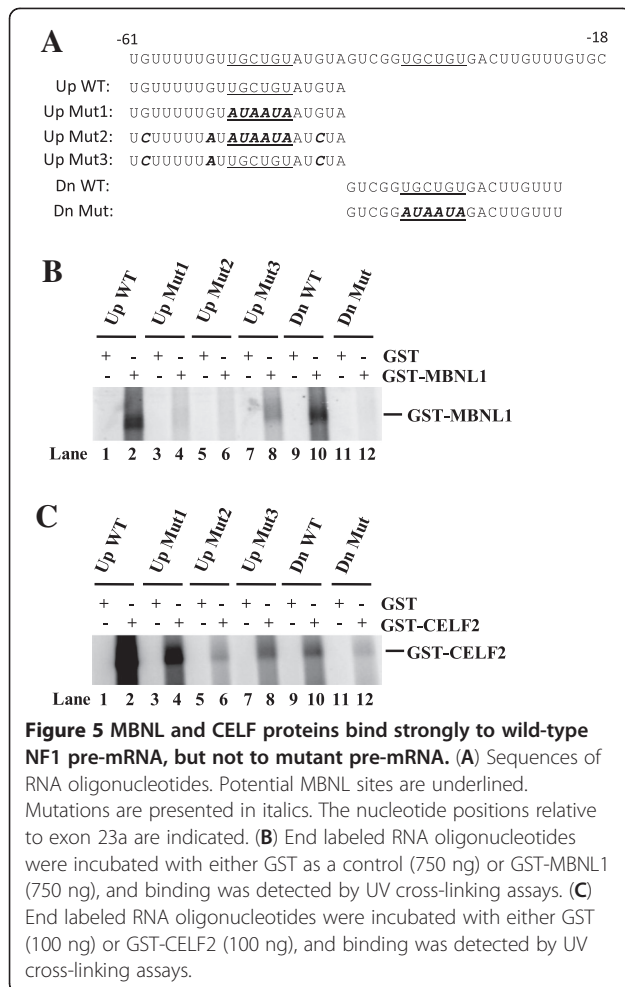 A
-61 -18
UGUUUUUGUUGCUGUAUGUAGUCGGUGCUGUGACUUGUUUGUGC
Up WT: UGUUUUUGUUGCUGUAUGUA
Up Mut1: UGUUUUUGUAUAAUAAUGUA
Up Mut2: UCUUUUUAUAUAAUAAUCUA
Up Mut3: UCUUUUUAUUGCUGUAUCUA
Dn WT: GUCGGUGCUGUGACUUGUUU
Dn Mut: GUCGGAUAAUAGACUUGUUU
B
Up WT Up Mut1 Up Mut2 Up Mut3 Dn WT Dn Mut
+ - + - + - + - + - + - GST
- + - + - + - + - + - + GST-MBNL1
GST-MBNL1
Lane 1 2 3 4 5 6 7 8 9 10 11 12
C
Up WT Up Mut1 Up Mut2 Up Mut3 Dn WT Dn Mut
+ - + - + - + - + - + - GST
- + - + - + - + - + - + GST-CELF2
GST-CELF2
Lane 1 2 3 4 5 6 7 8 9 10 11 12
Figure 5 MBNL and CELF proteins bind strongly to wild-type
NF1 pre-mRNA, but not to mutant pre-mRNA. (A) Sequences of
RNA oligonucleotides. Potential MBNL sites are underlined.
Mutations are presented in italics. The nucleotide positions relative
to exon 23a are indicated. (B) End labeled RNA oligonucleotides
were incubated with either GST as a control (750 ng) or GST-MBNL1
(750 ng), and binding was detected by UV cross-linking assays. (C)
End labeled RNA oligonucleotides were incubated with either GST
(100 ng) or GST-CELF2 (100 ng), and binding was detected by UV
cross-linking assays.